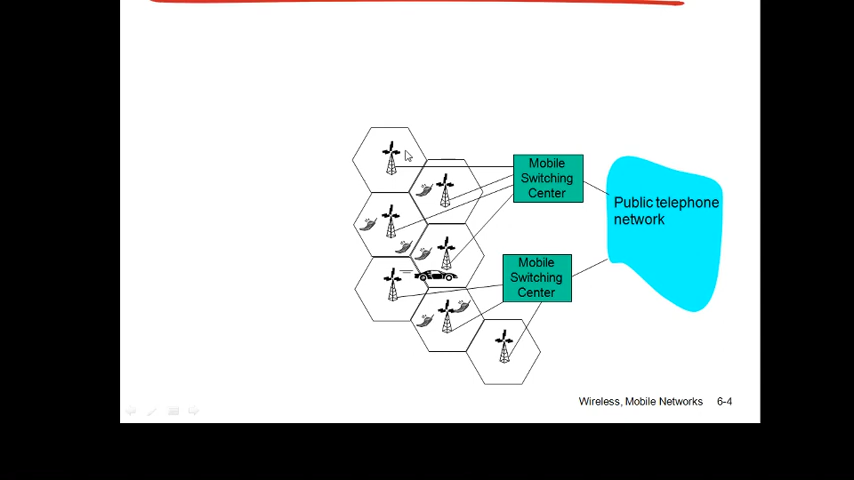 Mobile
Switching
Center
Public telephone
network
Mobile
Switching
Center
Wireless, Mobile Networks 6-4